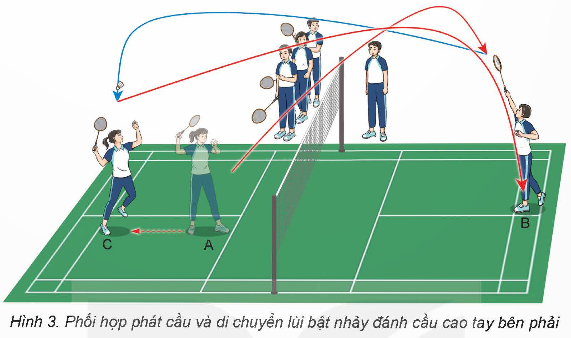 C
A
B
Hình 3. Phối hợp phát cầu và di chuyển lùi bật nhảy đánh cầu cao tay bên phải